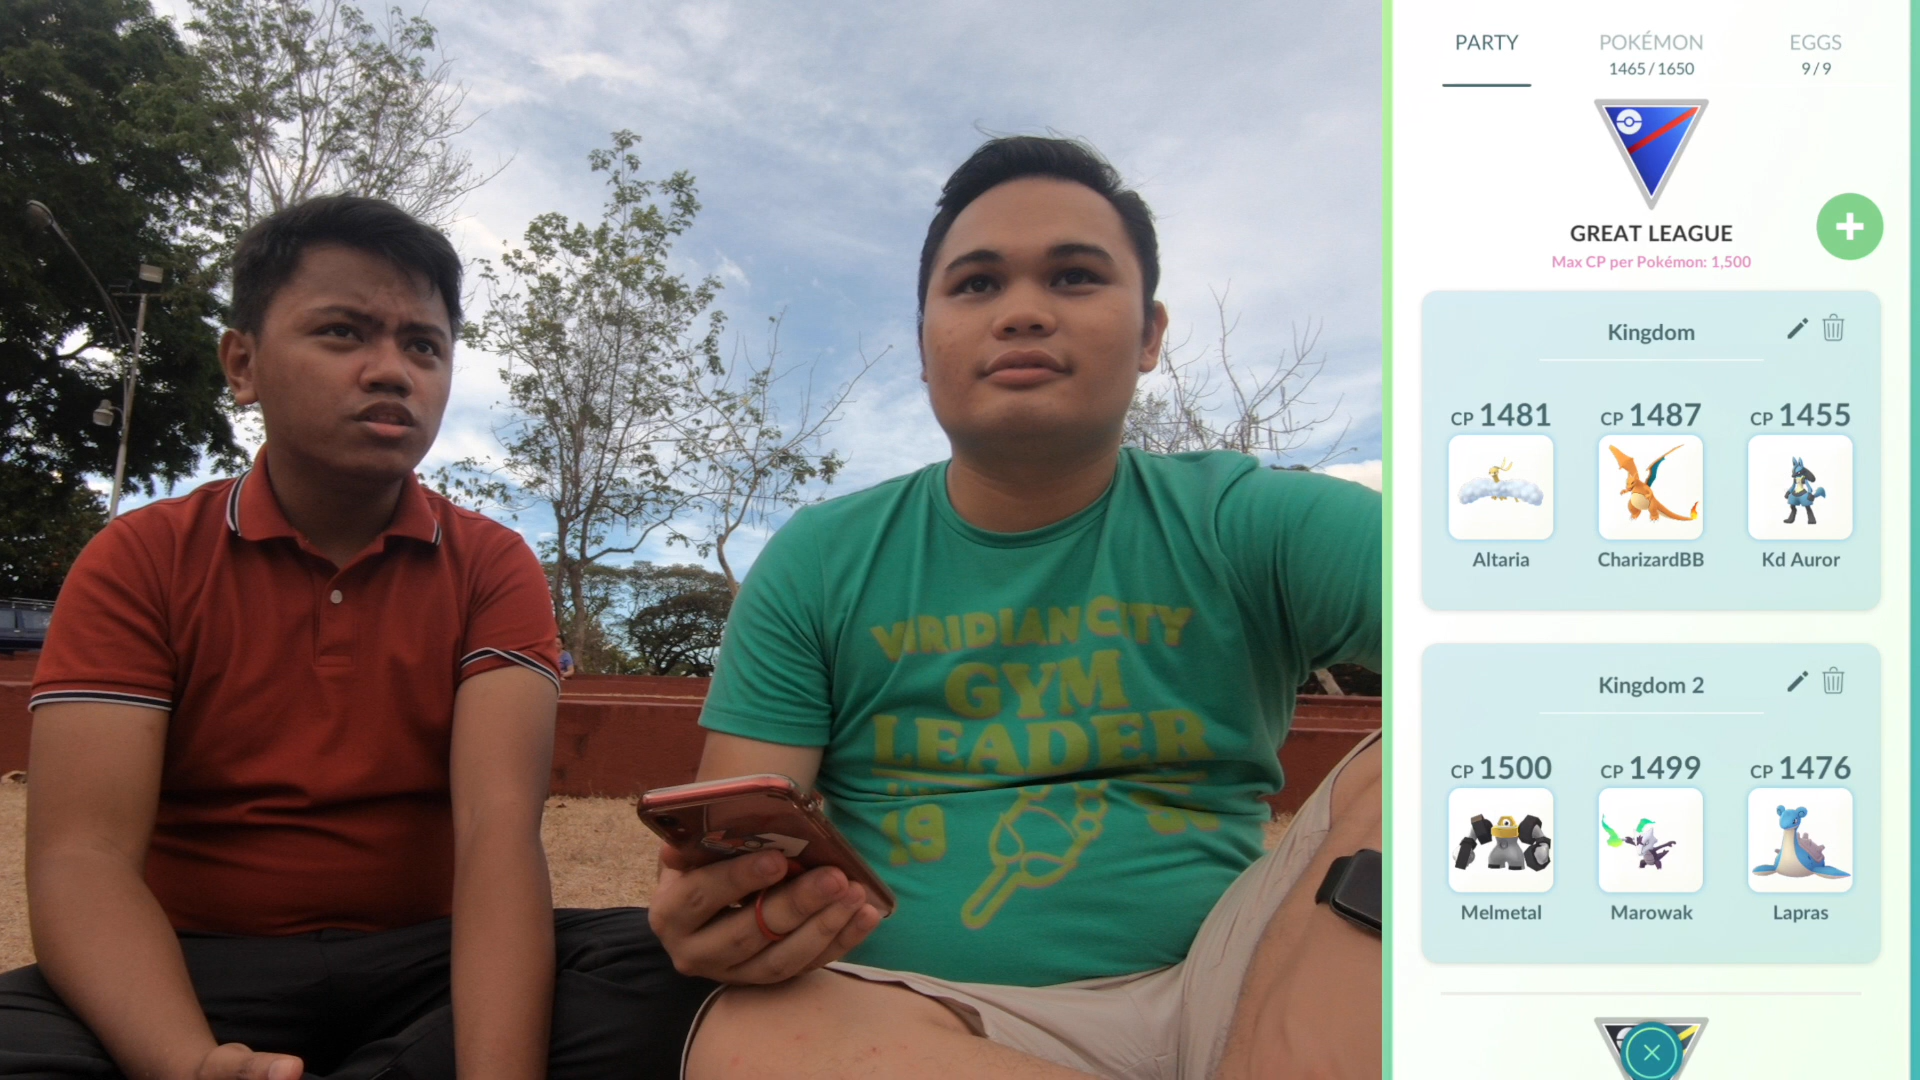 VIRIDIAN CITY
GYM
LEADER
19
PARTY
POKÉMON
1465 / 1650
EGGS
9 / 9
GREAT LEAGUE
Max CP per Pokémon: 1,500
Kingdom
CP 1481
CP 1487
CP 1455
Altaria
CharizardBB
Kd Auror
Kingdom 2
CP 1500
CP 1499
CP 1476
Melmetal
Marowak
Lapras